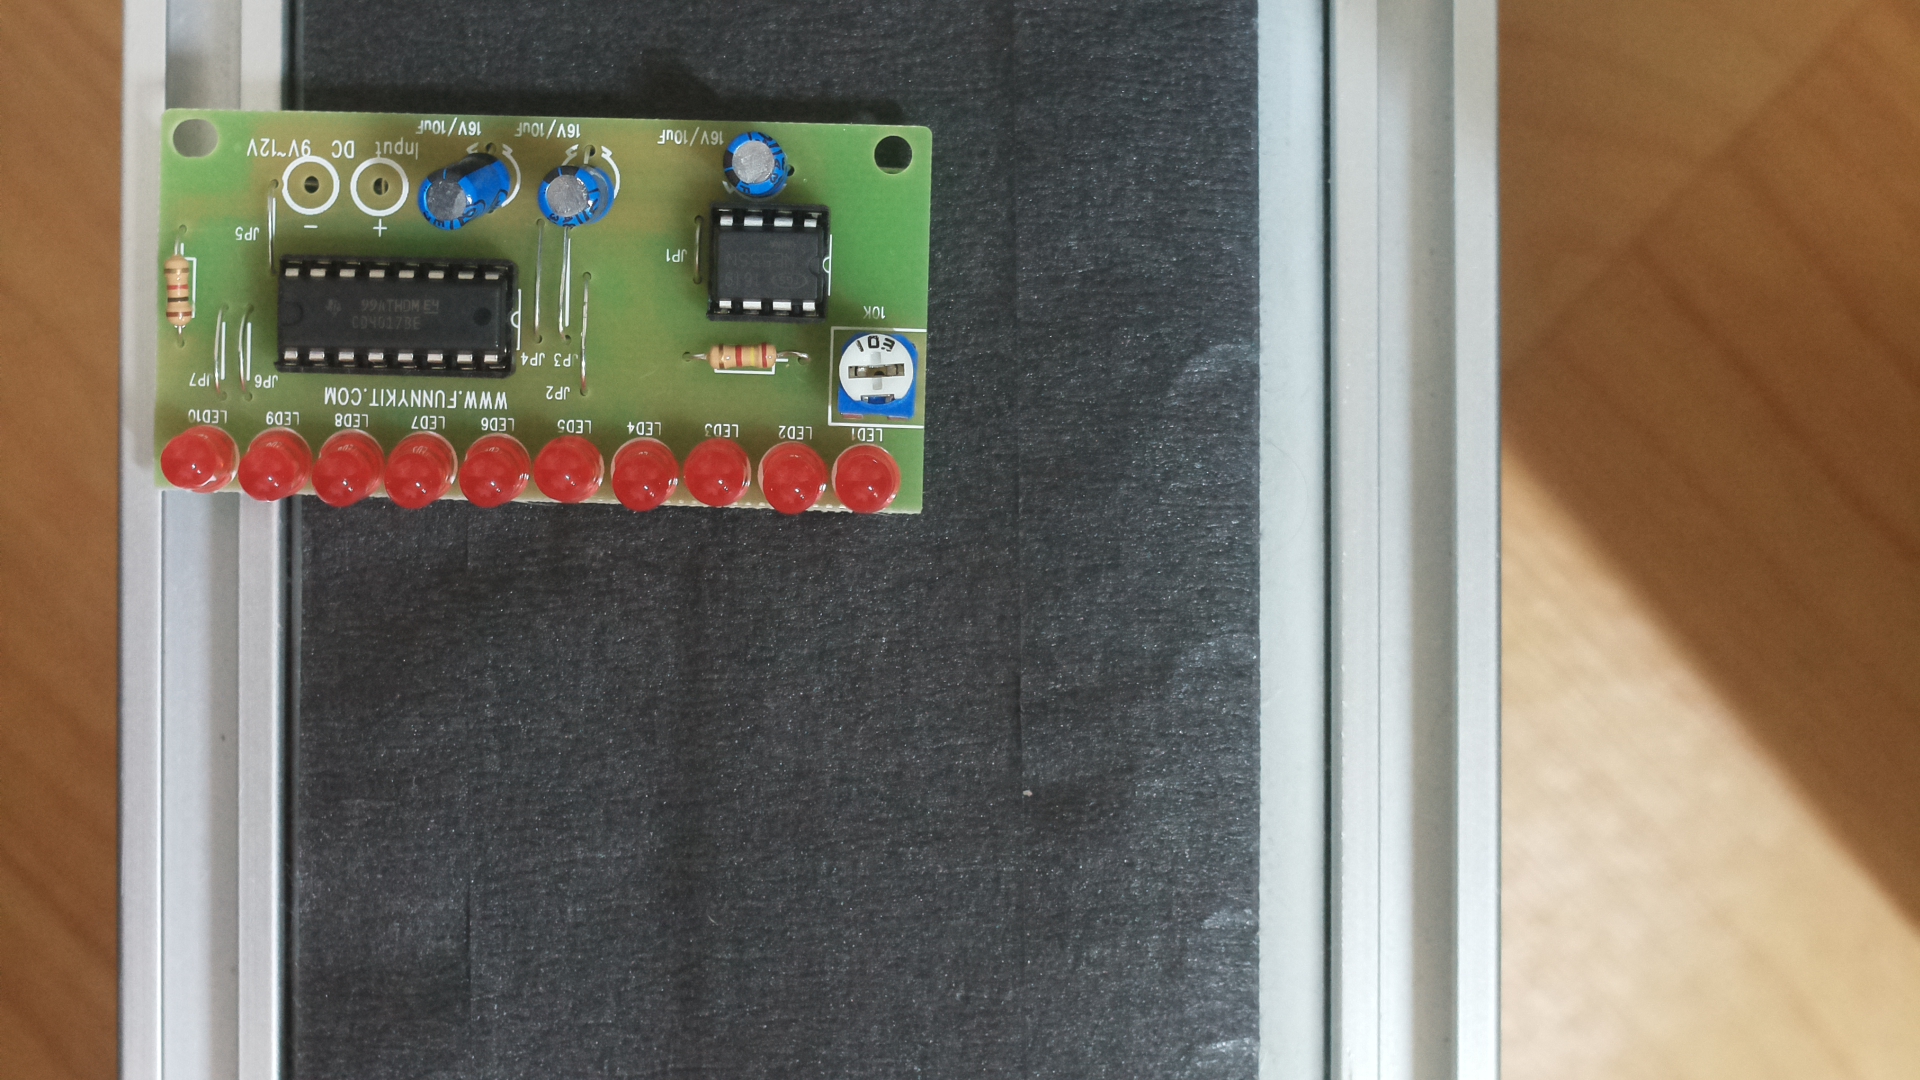 LED1 LED2 LED3 LED4 LED5 LED6 LED7 LED8 LED9 LED10
WWW.FUNNYKIT.COM
JP2
JP6 JP7
JP3 JP4
103
10K
CD4017BE
JP1
JP5
+ −
Input DC 9V~12V
16V/10uF 16V/10uF 16V/10uF